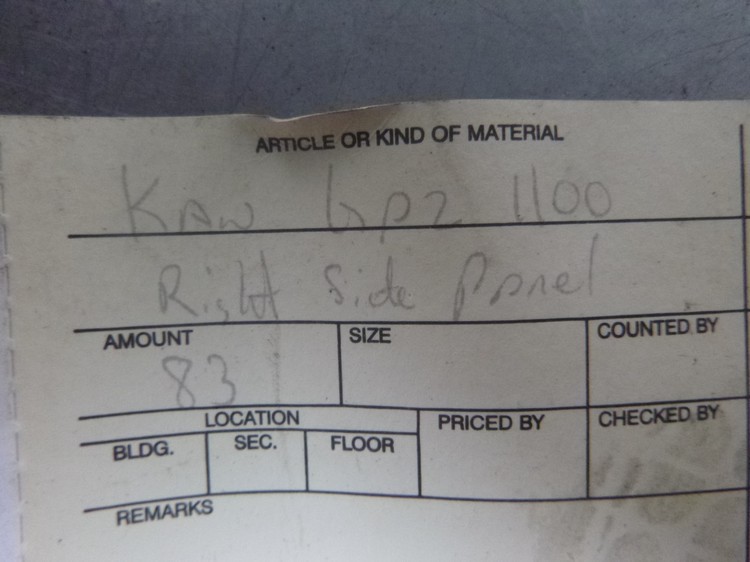 ARTICLE OR KIND OF MATERIAL
Kaw GPZ 1100
Right Side Panel
AMOUNT SIZE COUNTED BY
83
LOCATION PRICED BY CHECKED BY
BLDG. SEC. FLOOR
REMARKS